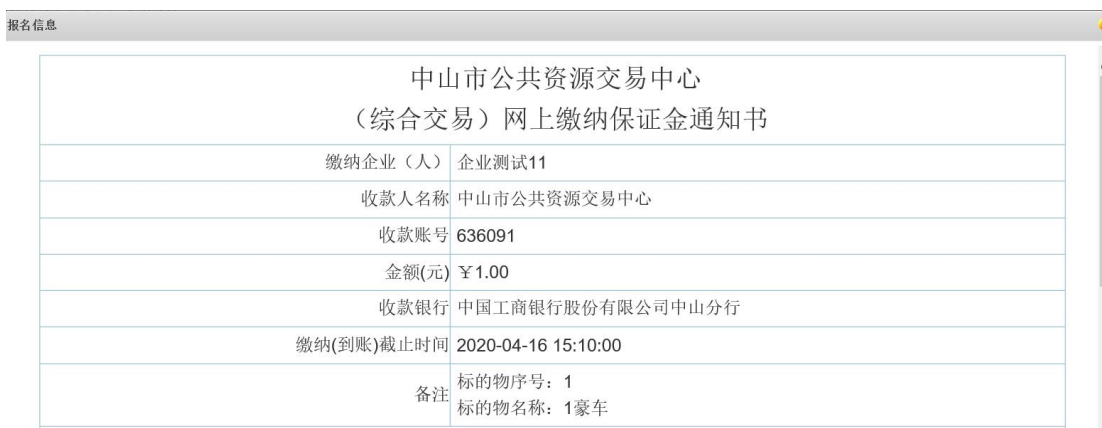 报名信息
中山市公共资源交易中心
（综合交易）网上缴纳保证金通知书
缴纳企业（人） 企业测试11
收款人名称 中山市公共资源交易中心
收款账号 636091
金额(元) ￥1.00
收款银行 中国工商银行股份有限公司中山分行
缴纳(到账)截止时间 2020-04-16 15:10:00
备注 标的物序号：1
标的物名称：1豪车